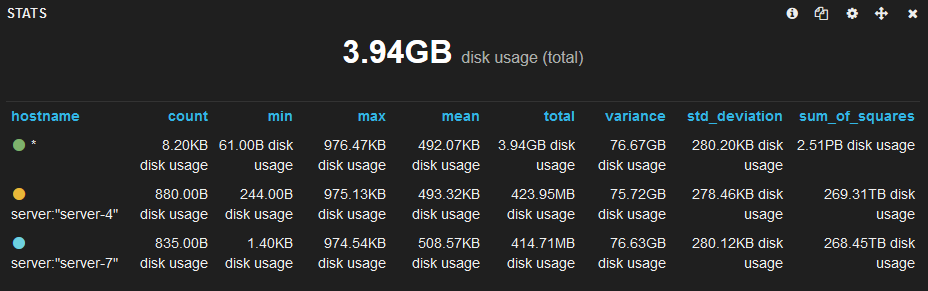 STATS
3.94GB disk usage (total)
hostname count min max mean total variance std_deviation sum_of_squares
* 8.20KB 61.00B disk 976.47KB 492.07KB 3.94GB disk 76.67GB 280.20KB disk 2.51PB disk usage
disk usage usage disk usage disk usage usage disk usage usage
880.00B 244.00B 975.13KB 493.32KB 423.95MB 75.72GB 278.46KB disk 269.31TB disk
server:"server-4" disk usage disk usage disk usage disk usage disk usage disk usage usage usage
835.00B 1.40KB 974.54KB 508.57KB 414.71MB 76.63GB 280.12KB disk 268.45TB disk
server:"server-7" disk usage disk usage disk usage disk usage disk usage disk usage usage usage